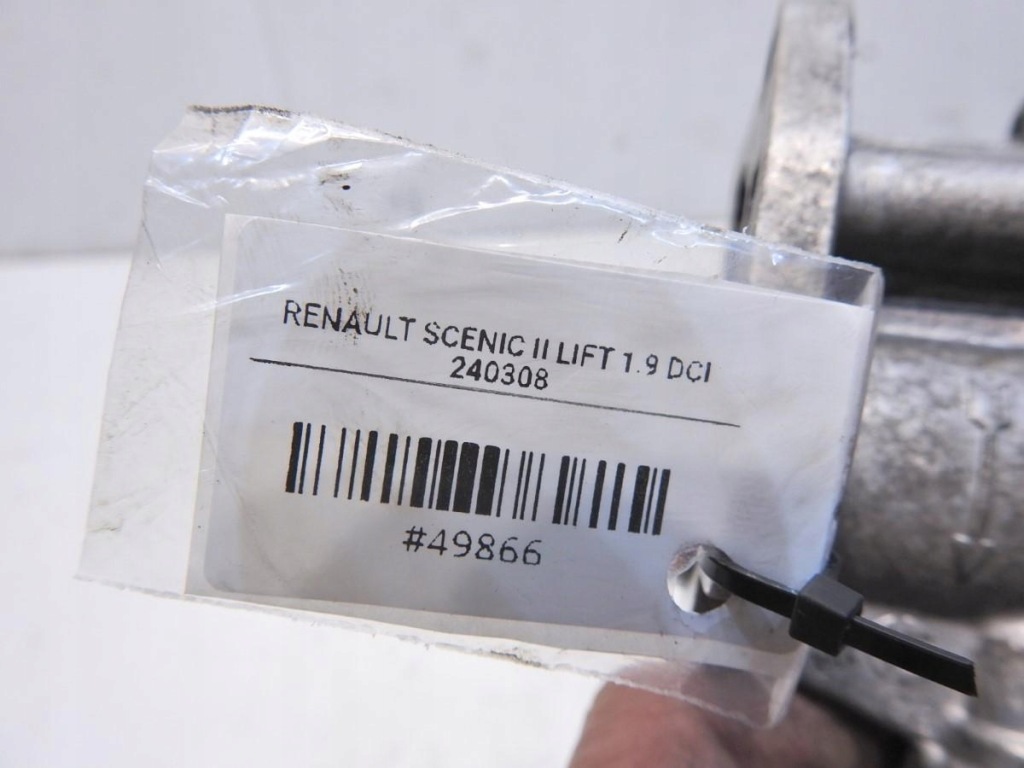 RENAULT SCENIC II LIFT 1.9 DCI
240308
#49866